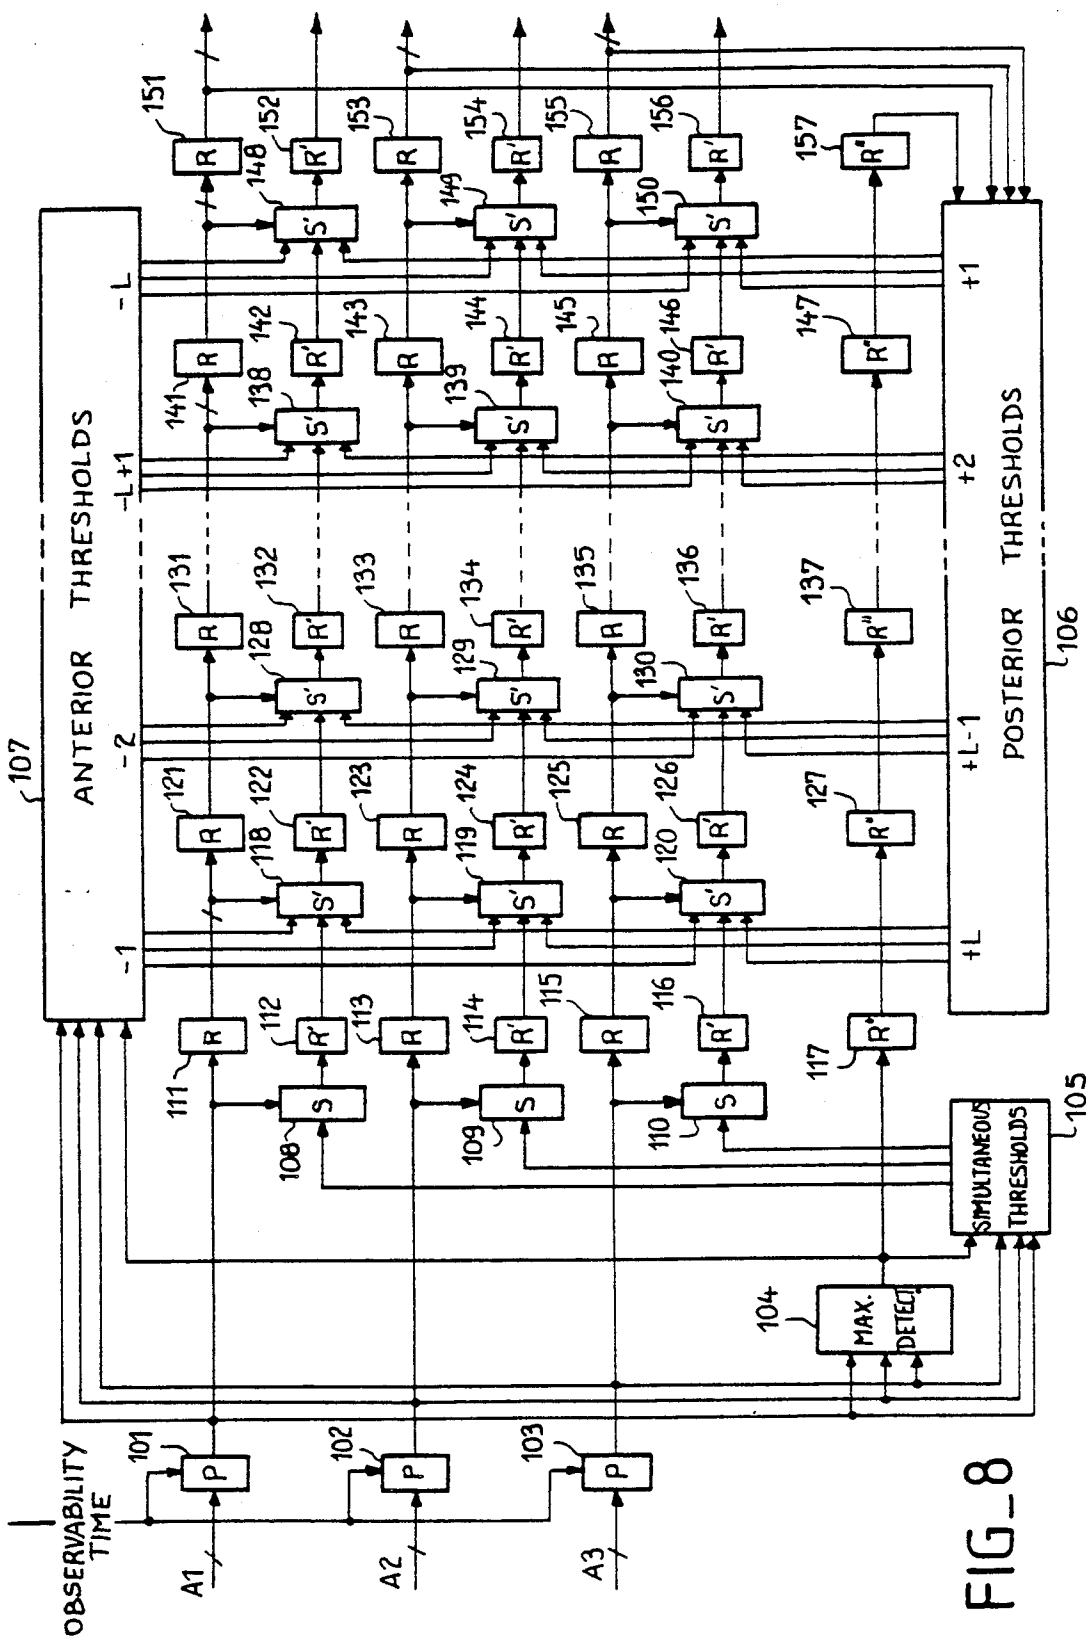 OBSERVABILITY
TIME
107
ANTERIOR THRESHOLDS
-1
-2
-L+1
-L
A1
101
P
111
R
121
R
131
R
141
R
151
R
108
S
112
R'
118
S'
122
R'
128
S'
132
R'
138
S'
142
R'
148
S'
152
R'
A2
102
P
113
R
123
R
133
R
143
R
153
R
109
S
114
R'
119
S'
124
R'
129
S'
134
R'
139
S'
144
R'
149
S'
154
R'
A3
103
P
115
R
125
R
135
R
145
R
155
R
110
S
116
R'
120
S'
126
R'
130
S'
136
R'
140
S'
146
R'
150
S'
156
R'
104
MAX.
DETECT.
117
R"
127
R"
137
R"
147
R"
157
R"
SIMULTANEOUS
THRESHOLDS
105
+L
+L-1
+2
+1
POSTERIOR THRESHOLDS
106
FIG_8